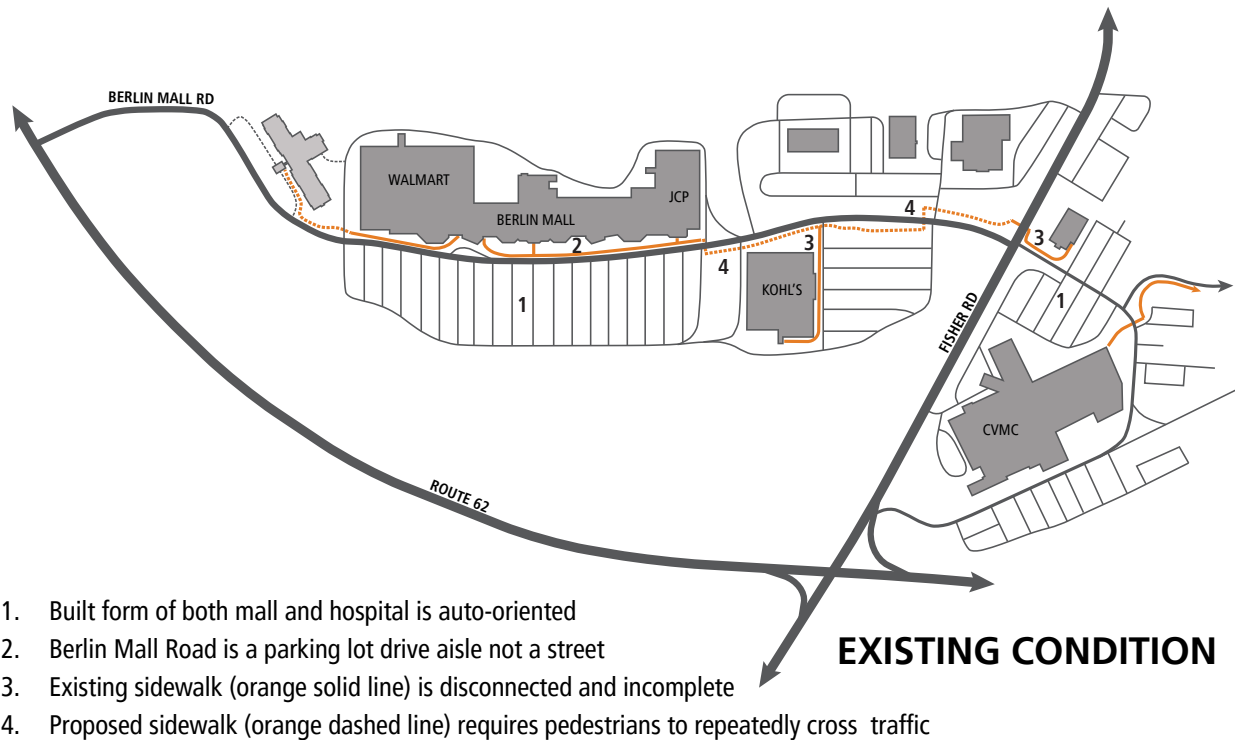 BERLIN MALL RD
WALMART
JCP
BERLIN MALL
2
4
4
3
3
1
KOHL'S
1
FISHER RD
CVMC
ROUTE 62
1. Built form of both mall and hospital is auto-oriented
2. Berlin Mall Road is a parking lot drive aisle not a street
3. Existing sidewalk (orange solid line) is disconnected and incomplete
4. Proposed sidewalk (orange dashed line) requires pedestrians to repeatedly cross traffic
EXISTING CONDITION